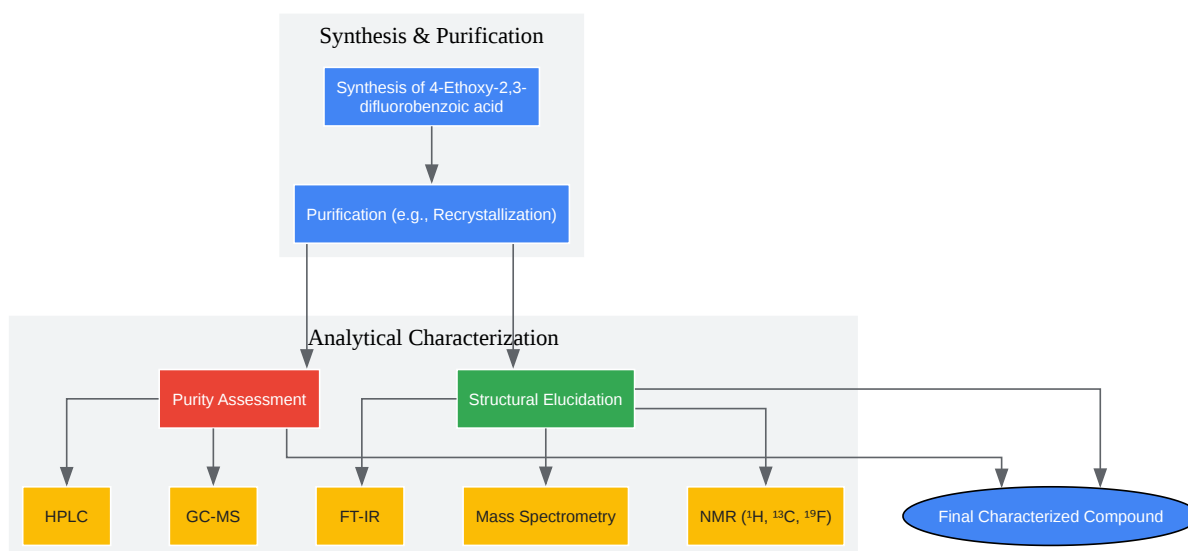 Synthesis & Purification
Synthesis of 4-Ethoxy-2,3-
difluorobenzoic acid
Purification (e.g., Recrystallization)
Analytical Characterization
Purity Assessment
Structural Elucidation
HPLC
GC-MS
FT-IR
Mass Spectrometry
NMR (¹H, ¹³C, ¹⁹F)
Final Characterized Compound